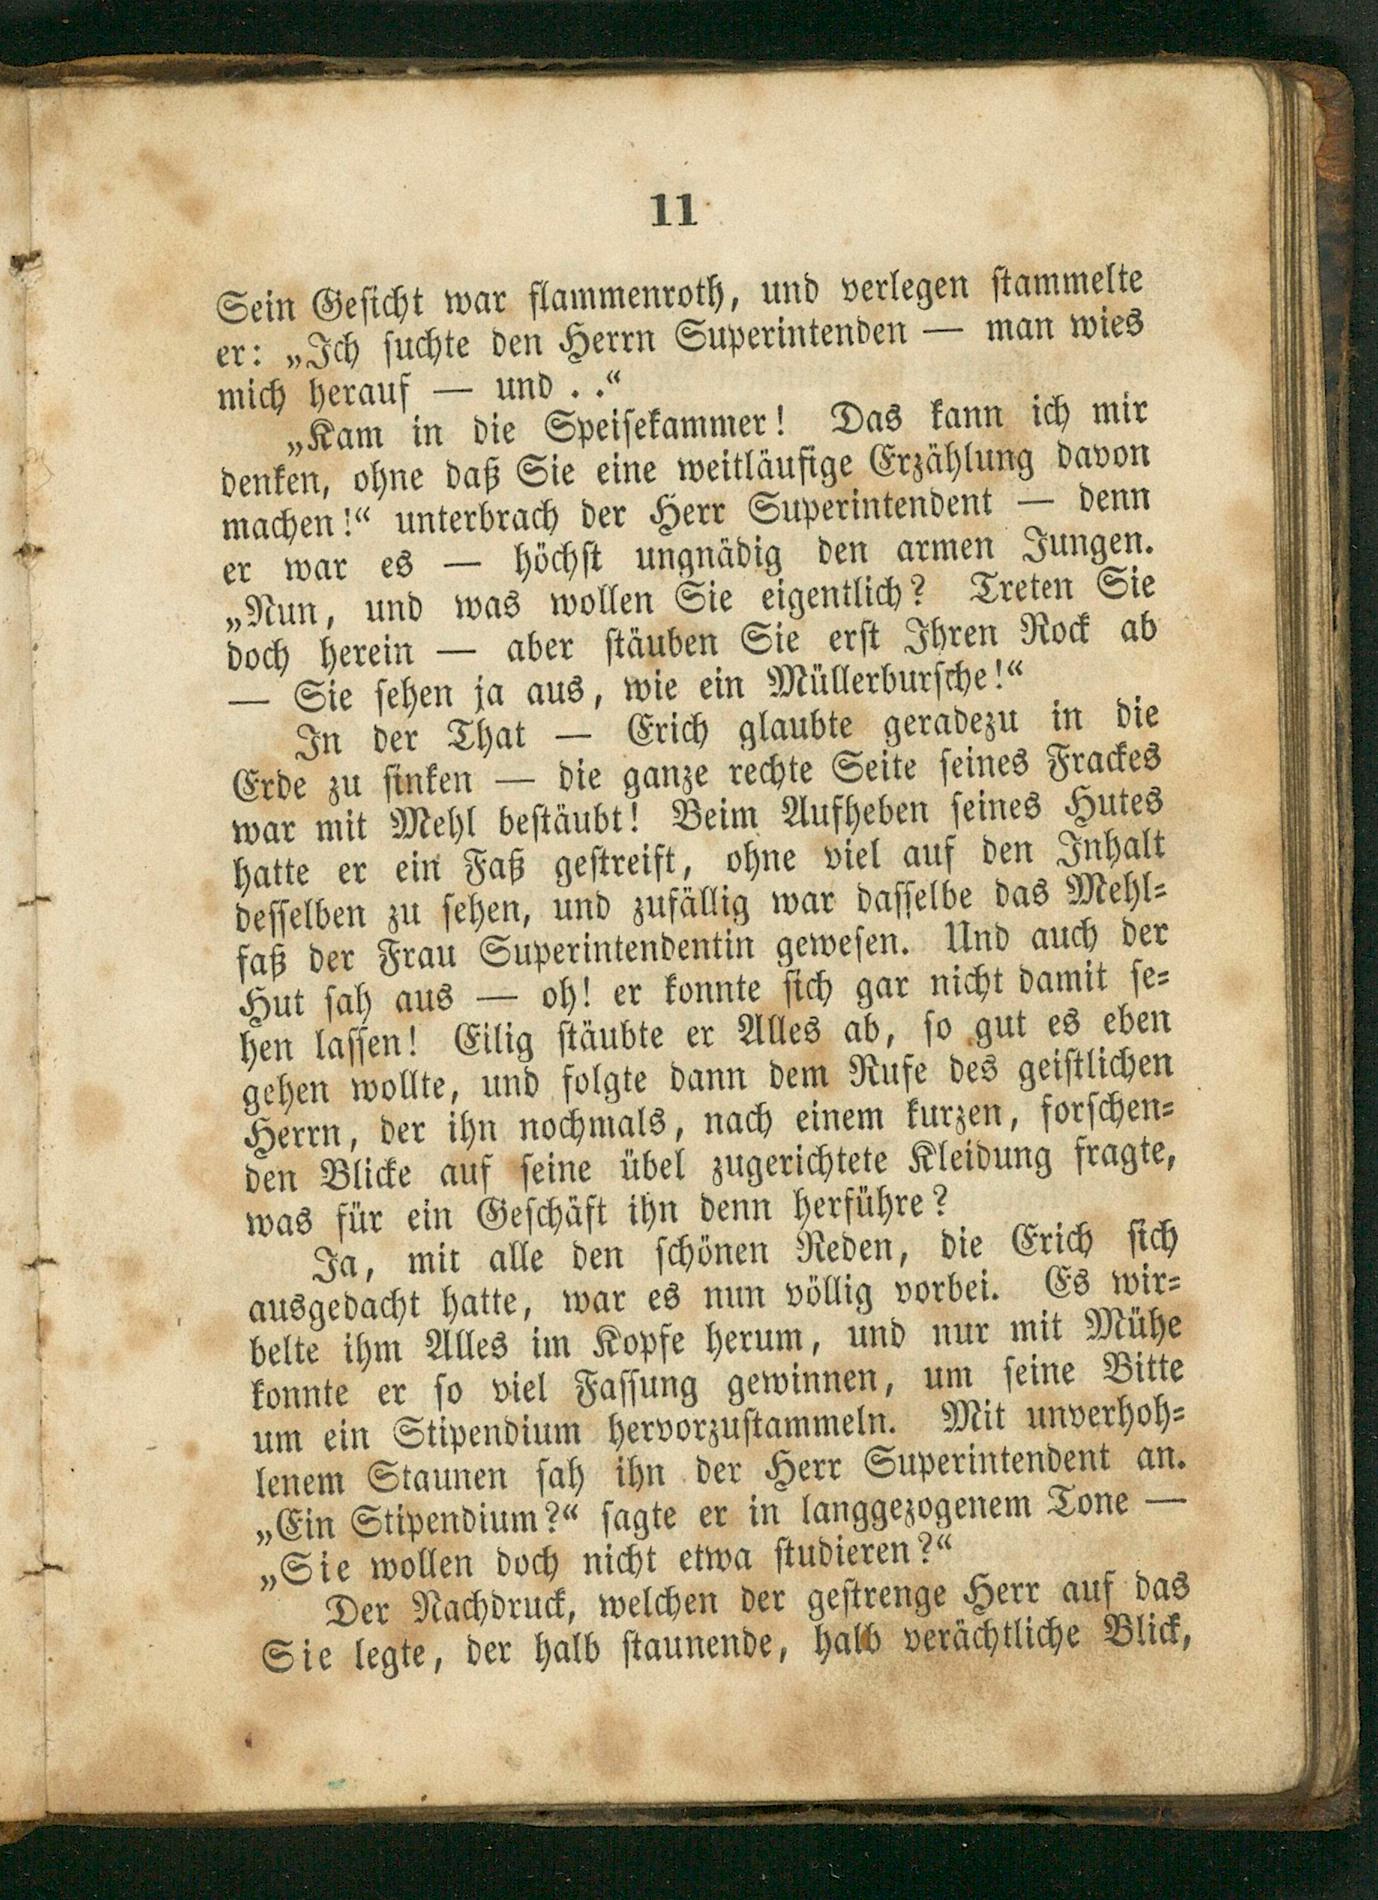 11
Sein Gesicht war flammenroth, und verlegen stammelte
er: „Ich suchte den Herrn Superintenden — man wies
mich herauf — und . .“
„Kam in die Speisekammer! Das kann ich mir
denken, ohne daß Sie eine weitläufige Erzählung davon
machen!“ unterbrach der Herr Superintendent — denn
er war es — höchst ungnädig den armen Jungen.
„Nun, und was wollen Sie eigentlich? Treten Sie
doch herein — aber stäuben Sie erst Ihren Rock ab
— Sie sehen ja aus, wie ein Müllerbursche!“
In der That — Erich glaubte geradezu in die
Erde zu sinken — die ganze rechte Seite seines Frackes
war mit Mehl bestäubt! Beim Aufheben seines Hutes
hatte er ein Faß gestreift, ohne viel auf den Inhalt
desselben zu sehen, und zufällig war dasselbe das Mehl-
faß der Frau Superintendentin gewesen. Und auch der
Hut sah aus — oh! er konnte sich gar nicht damit se-
hen lassen! Eilig stäubte er Alles ab, so gut es eben
gehen wollte, und folgte dann dem Rufe des geistlichen
Herrn, der ihn nochmals, nach einem kurzen, forschen-
den Blicke auf seine übel zugerichtete Kleidung fragte,
was für ein Geschäft ihn denn herführe?
Ja, mit alle den schönen Reden, die Erich sich
ausgedacht hatte, war es nun völlig vorbei. Es wir-
belte ihm Alles im Kopfe herum, und nur mit Mühe
konnte er so viel Fassung gewinnen, um seine Bitte
um ein Stipendium hervorzustammeln. Mit unverhoh-
lenem Staunen sah ihn der Herr Superintendent an.
„Ein Stipendium?“ sagte er in langgezogenem Tone —
„Sie wollen doch nicht etwa studieren?“
Der Nachdruck, welchen der gestrenge Herr auf das
Sie legte, der halb staunende, halb verächtliche Blick,